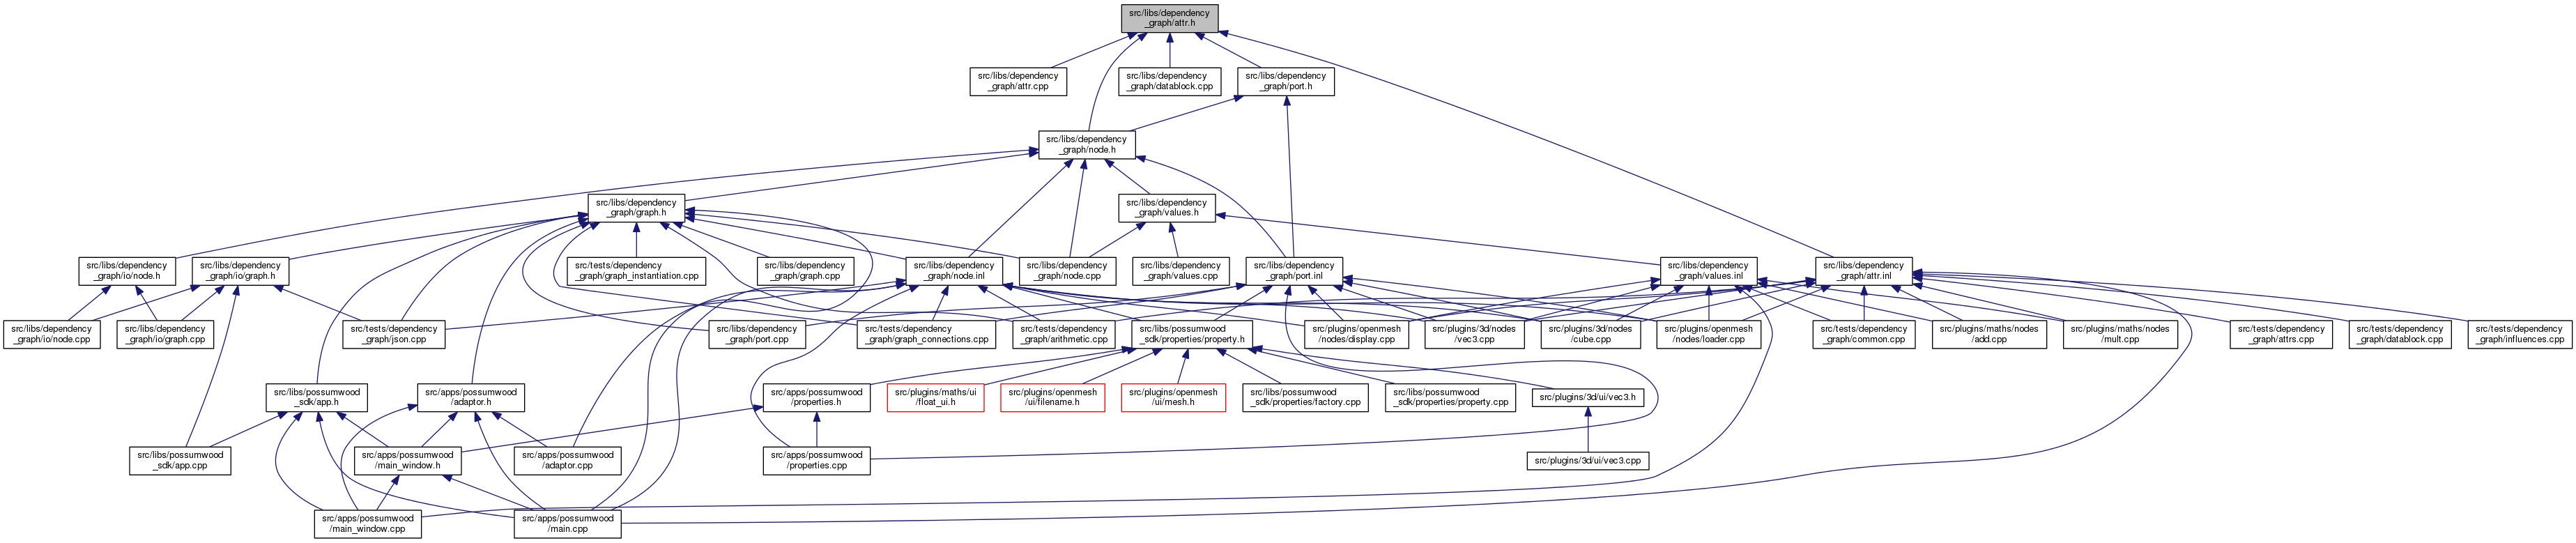 src/libs/dependency
_graph/attr.h
src/libs/dependency
_graph/attr.cpp
src/libs/dependency
_graph/datablock.cpp
src/libs/dependency
_graph/port.h
src/libs/dependency
_graph/node.h
src/libs/dependency
_graph/graph.h
src/libs/dependency
_graph/values.h
src/libs/dependency
_graph/io/node.h
src/libs/dependency
_graph/io/graph.h
src/tests/dependency
_graph/graph_instantiation.cpp
src/libs/dependency
_graph/graph.cpp
src/libs/dependency
_graph/node.inl
src/libs/dependency
_graph/node.cpp
src/libs/dependency
_graph/values.cpp
src/libs/dependency
_graph/port.inl
src/libs/dependency
_graph/values.inl
src/libs/dependency
_graph/attr.inl
src/libs/dependency
_graph/io/node.cpp
src/libs/dependency
_graph/io/graph.cpp
src/tests/dependency
_graph/json.cpp
src/libs/dependency
_graph/port.cpp
src/tests/dependency
_graph/graph_connections.cpp
src/tests/dependency
_graph/arithmetic.cpp
src/libs/possumwood
_sdk/properties/property.h
src/plugins/openmesh
/nodes/display.cpp
src/plugins/3d/nodes
/vec3.cpp
src/plugins/3d/nodes
/cube.cpp
src/plugins/openmesh
/nodes/loader.cpp
src/tests/dependency
_graph/common.cpp
src/plugins/maths/nodes
/add.cpp
src/plugins/maths/nodes
/mult.cpp
src/tests/dependency
_graph/attrs.cpp
src/tests/dependency
_graph/datablock.cpp
src/tests/dependency
_graph/influences.cpp
src/libs/possumwood
_sdk/app.h
src/apps/possumwood
/adaptor.h
src/apps/possumwood
/properties.h
src/plugins/maths/ui
/float_ui.h
src/plugins/openmesh
/ui/filename.h
src/plugins/openmesh
/ui/mesh.h
src/libs/possumwood
_sdk/properties/factory.cpp
src/libs/possumwood
_sdk/properties/property.cpp
src/plugins/3d/ui/vec3.h
src/libs/possumwood
_sdk/app.cpp
src/apps/possumwood
/main_window.h
src/apps/possumwood
/adaptor.cpp
src/apps/possumwood
/properties.cpp
src/plugins/3d/ui/vec3.cpp
src/apps/possumwood
/main_window.cpp
src/apps/possumwood
/main.cpp